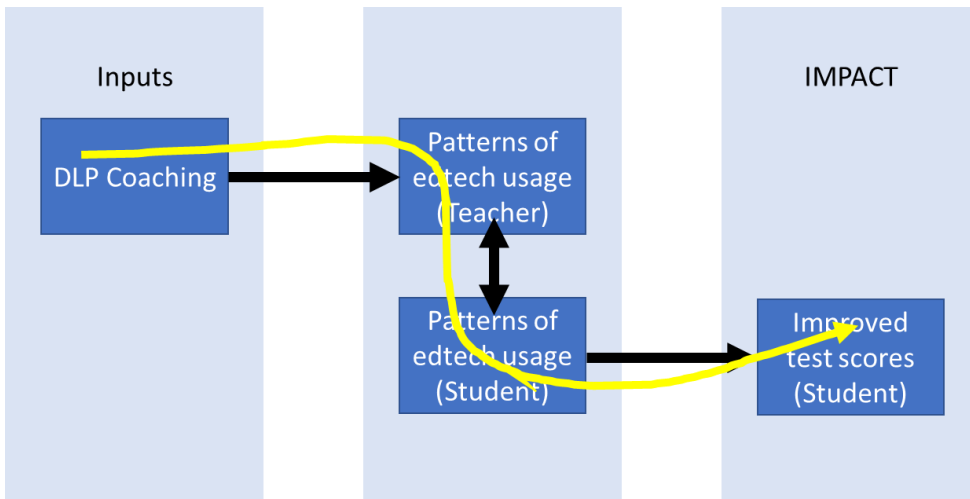 Inputs
DLP Coaching
Patterns of
edtech usage
(Teacher)
Patterns of
edtech usage
(Student)
IMPACT
Improved
test scores
(Student)